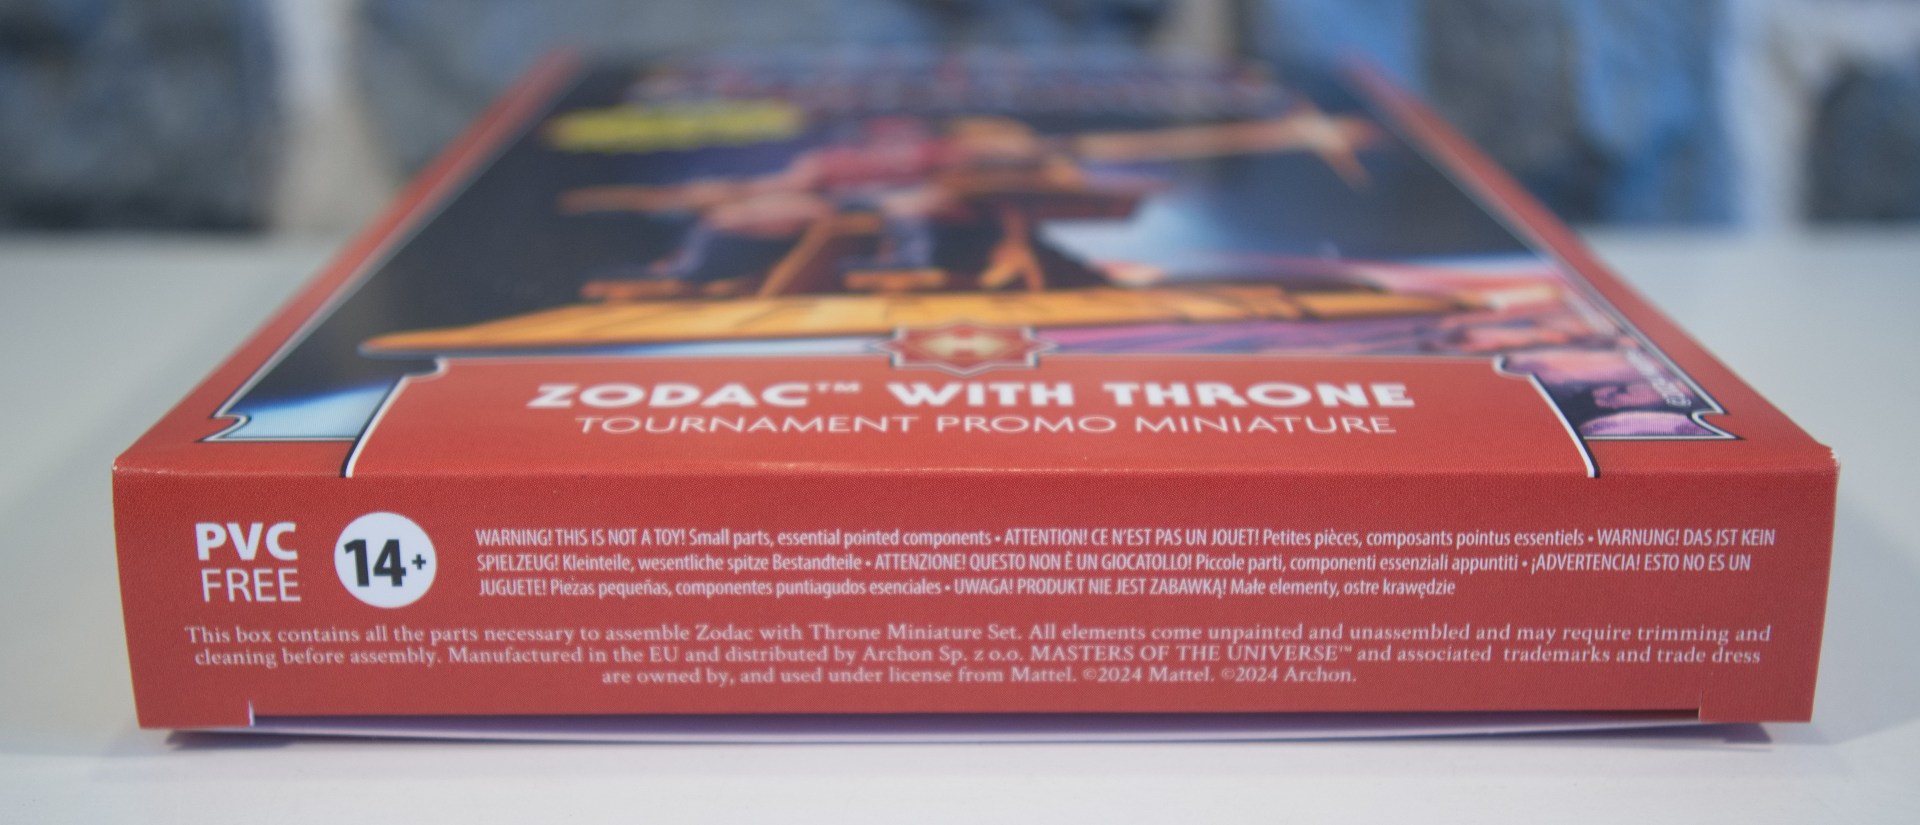 ZODAC™ WITH THRONE
TOURNAMENT PROMO MINIATURE
PVC
FREE
14+
WARNING! THIS IS NOT A TOY! Small parts, essential pointed components • ATTENTION! CE N'EST PAS UN JOUET! Petites pièces, composants pointus essentiels • WARNUNG! DAS IST KEIN
SPIELZEUG! Kleinteile, wesentliche spitze Bestandteile • ATTENZIONE! QUESTO NON È UN GIOCATOLLO! Piccole parti, componenti essenziali appuntiti • ¡ADVERTENCIA! ESTO NO ES UN
JUGUETE! Piezas pequeñas, componentes puntiagudos esenciales • UWAGA! PRODUKT NIE JEST ZABAWKĄ! Małe elementy, ostre krawędzie
This box contains all the parts necessary to assemble Zodac with Throne Miniature Set. All elements come unpainted and unassembled and may require trimming and
cleaning before assembly. Manufactured in the EU and distributed by Archon Sp. z o.o. MASTERS OF THE UNIVERSE™ and associated trademarks and trade dress
are owned by, and used under license from Mattel. ©2024 Mattel. ©2024 Archon.